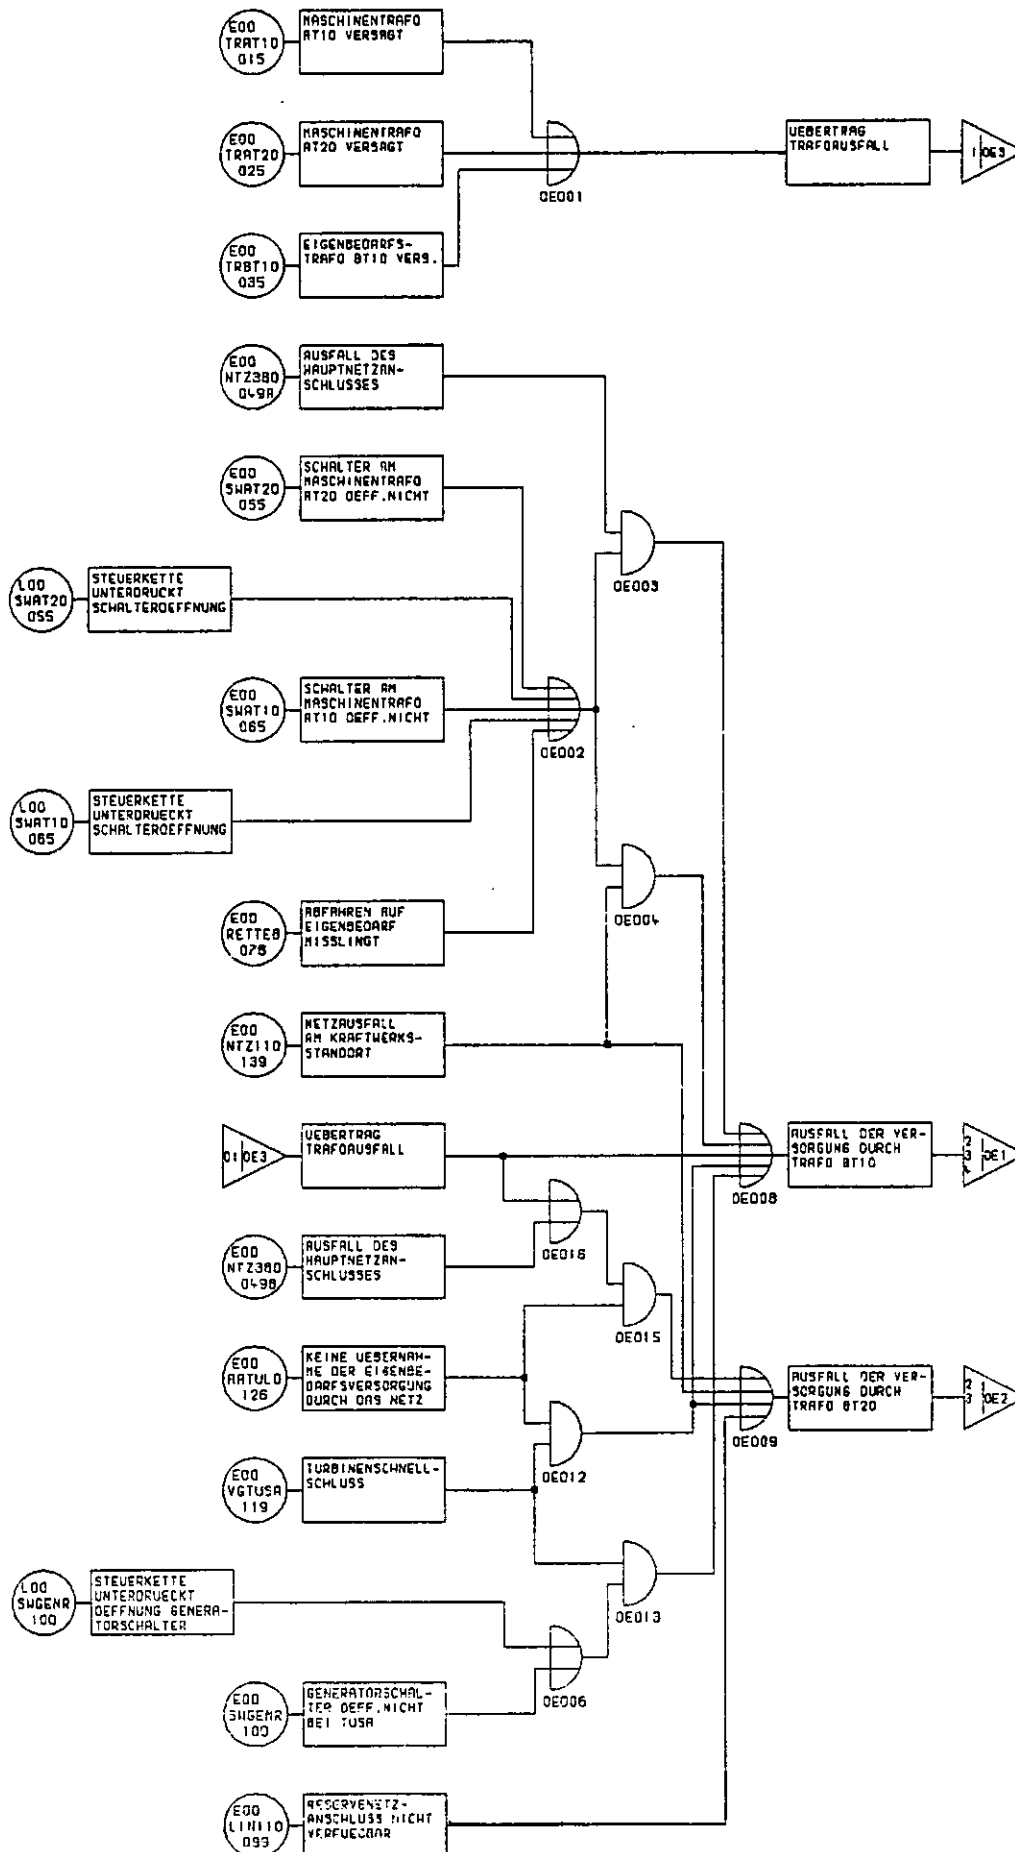 E00
TRAT10
015
MASCHINENTRAFO
AT10 VERSAGT
E00
TRAT20
025
MASCHINENTRAFO
AT20 VERSAGT
OE001
UEBERTRAG
TRAFOAUSFALL
1 OE3
E00
TRBT10
035
EIGENBEDARFS-
TRAFO BT10 VERS.
E00
NTZ380
049A
AUSFALL DES
HAUPTNETZAN-
SCHLUSSES
E00
SWAT20
055
SCHALTER AM
MASCHINENTRAFO
AT20 OEFF.NICHT
OE003
L00
SWAT20
055
STEUERKETTE
UNTERDRUCKT
SCHALTEROEFFNUNG
E00
SWAT10
065
SCHALTER AM
MASCHINENTRAFO
AT10 OEFF.NICHT
OE002
L00
SWAT10
065
STEUERKETTE
UNTERDRUECKT
SCHALTEROEFFNUNG
OE004
E00
RETTEB
078
ABFAHREN AUF
EIGENBEDARF
MISSLINGT
E00
NTZ110
139
NETZAUSFALL
AM KRAFTWERKS-
STANDORT
01 OE3
UEBERTRAG
TRAFOAUSFALL
OE008
AUSFALL DER VER-
SORGUNG DURCH
TRAFO BT10
2
3
4
OE1
OE016
E00
NTZ380
049B
AUSFALL DES
HAUPTNETZAN-
SCHLUSSES
OE015
E00
AATULO
126
KEINE UEBERNAH-
ME DER EIGENBE-
DARFSVERSORGUNG
DURCH DAS NETZ
OE009
AUSFALL DER VER-
SORGUNG DURCH
TRAFO BT20
2
3
OE2
OE012
E00
VGTUSA
119
TURBINENSCHNELL-
SCHLUSS
OE013
L00
SWGENR
100
STEUERKETTE
UNTERDRUECKT
OEFFNUNG GENERA-
TORSCHALTER
OE006
E00
SWGENR
100
GENERATORSCHAL-
TER OEFF.NICHT
BEI TUSA
E00
LIN110
099
RESERVENETZ-
ANSCHLUSS NICHT
VERFUEGBAR